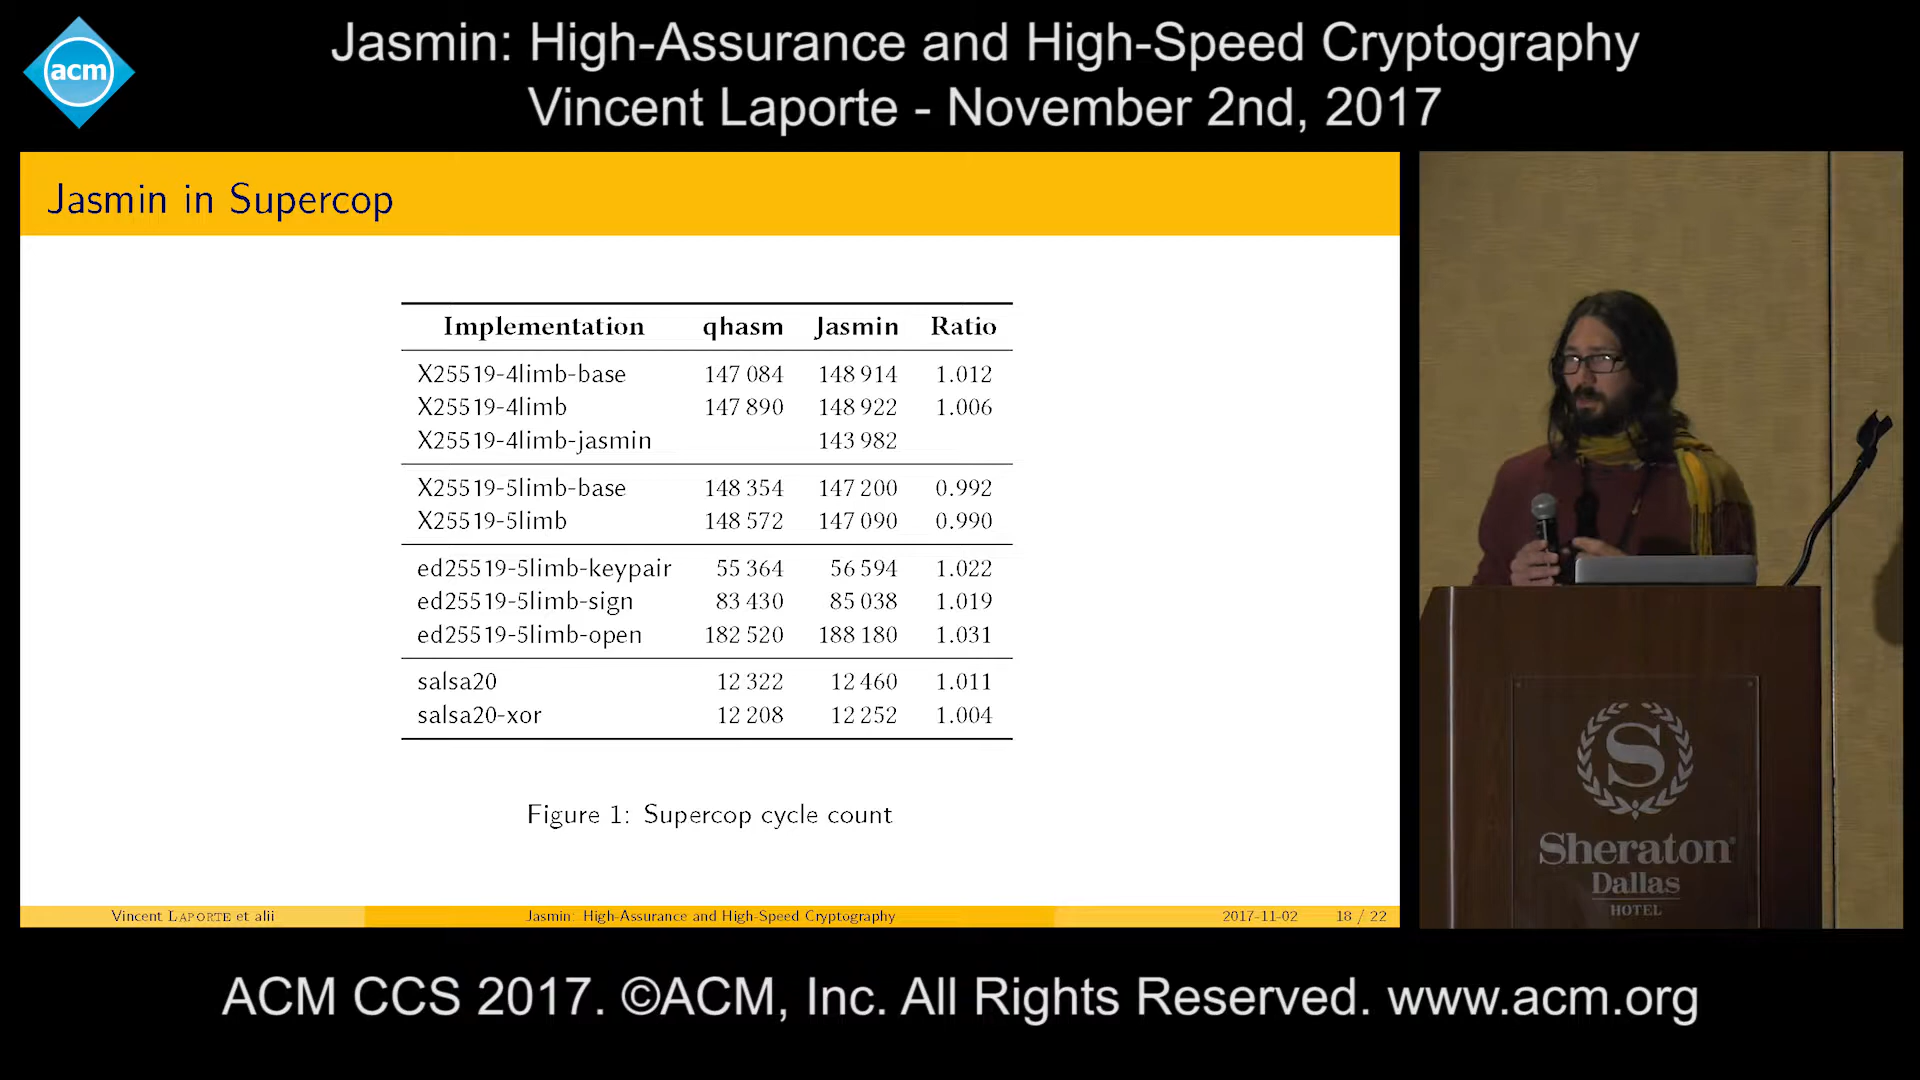 acm
Jasmin: High-Assurance and High-Speed Cryptography
Vincent Laporte - November 2nd, 2017
Jasmin in Supercop
Implementation qhasm Jasmin Ratio
X25519-4limb-base 147 084 148 914 1.012
X25519-4limb 147 890 148 922 1.006
X25519-4limb-jasmin 143 982
X25519-5limb-base 148 354 147 200 0.992
X25519-5limb 148 572 147 090 0.990
ed25519-5limb-keypair 55 364 56 594 1.022
ed25519-5limb-sign 83 430 85 038 1.019
ed25519-5limb-open 182 520 188 180 1.031
salsa20 12 322 12 460 1.011
salsa20-xor 12 208 12 252 1.004
Figure 1: Supercop cycle count
Vincent LAPORTE et alii Jasmin: High-Assurance and High-Speed Cryptography 2017-11-02 18 / 22
S
Sheraton
Dallas
HOTEL
ACM CCS 2017. ©ACM, Inc. All Rights Reserved. www.acm.org